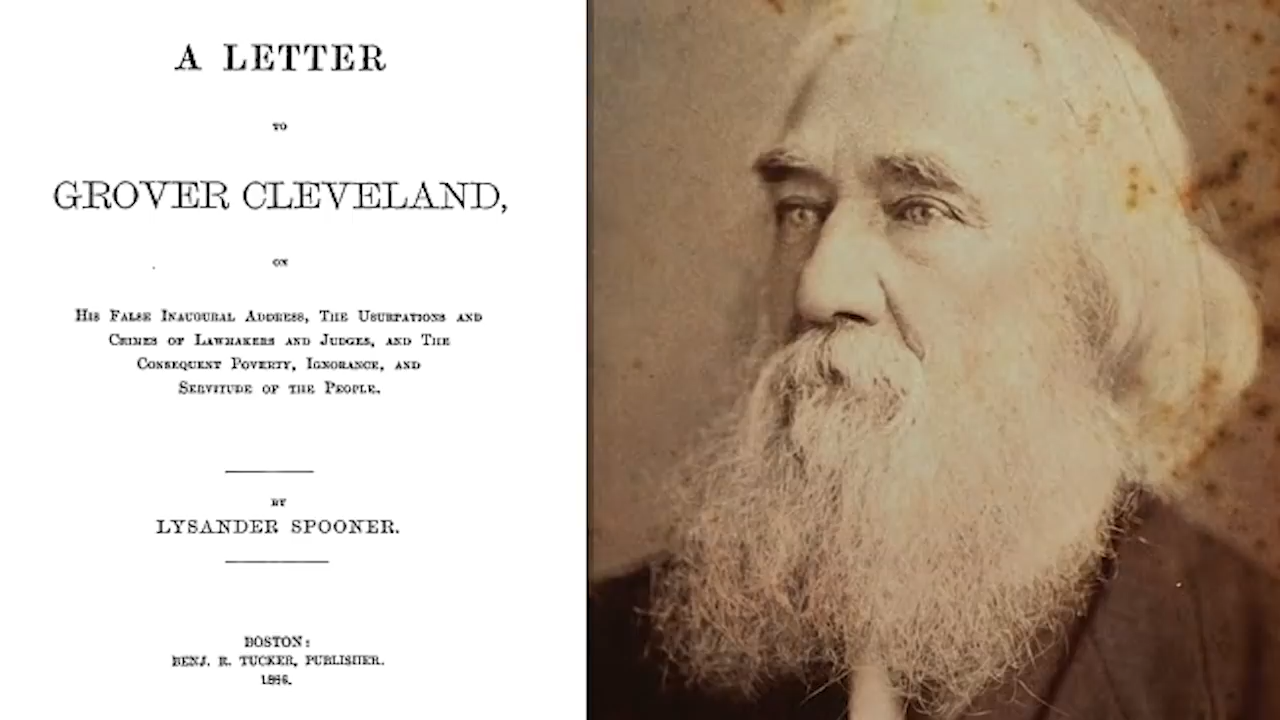 A LETTER
TO
GROVER CLEVELAND,
ON
HIS FALSE INAUGURAL ADDRESS, THE USURPATIONS AND
CRIMES OF LAWMAKERS AND JUDGES, AND THE
CONSEQUENT POVERTY, IGNORANCE, AND
SERVITUDE OF THE PEOPLE.
BY
LYSANDER SPOONER.
BOSTON:
BENJ. R. TUCKER, PUBLISHER.
1886.